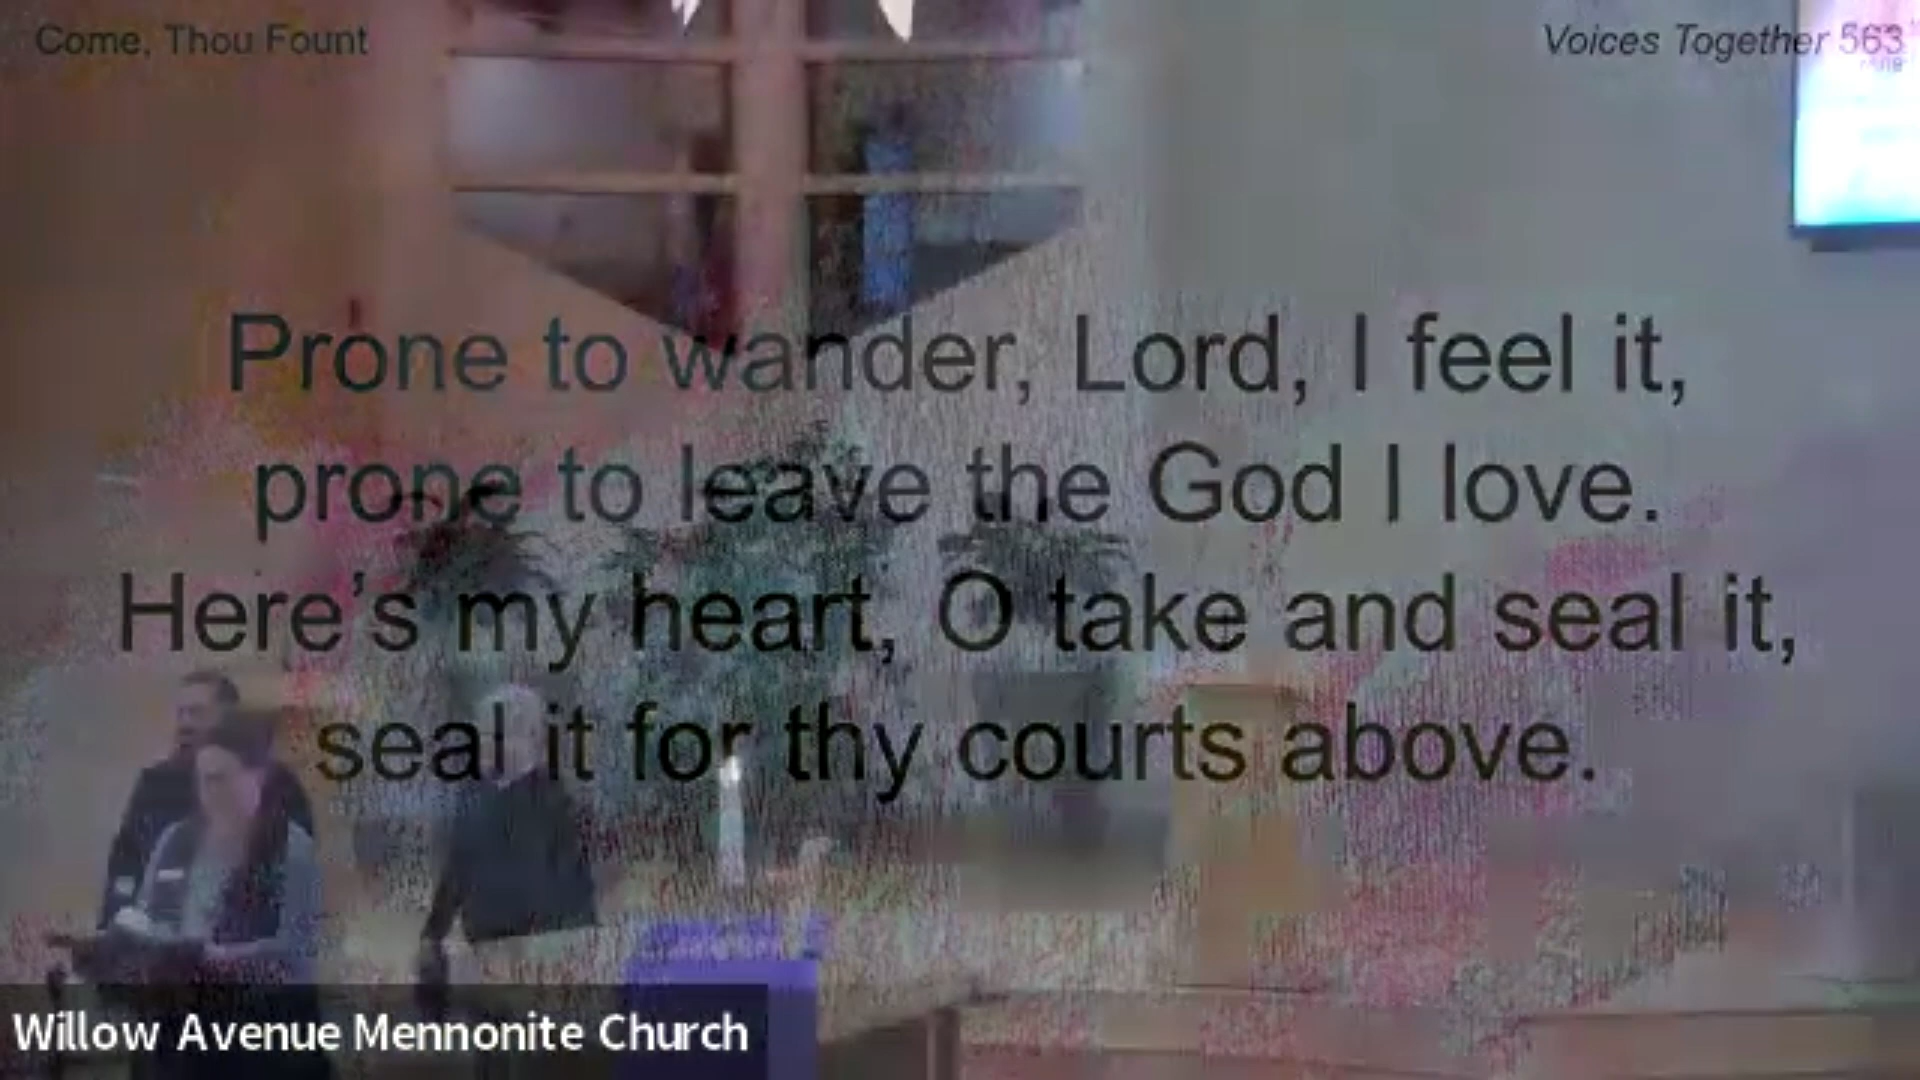 Come, Thou Fount
Voices Together 563
Prone to wander, Lord, I feel it,
prone to leave the God I love.
Here’s my heart, O take and seal it,
seal it for thy courts above.
Willow Avenue Mennonite Church